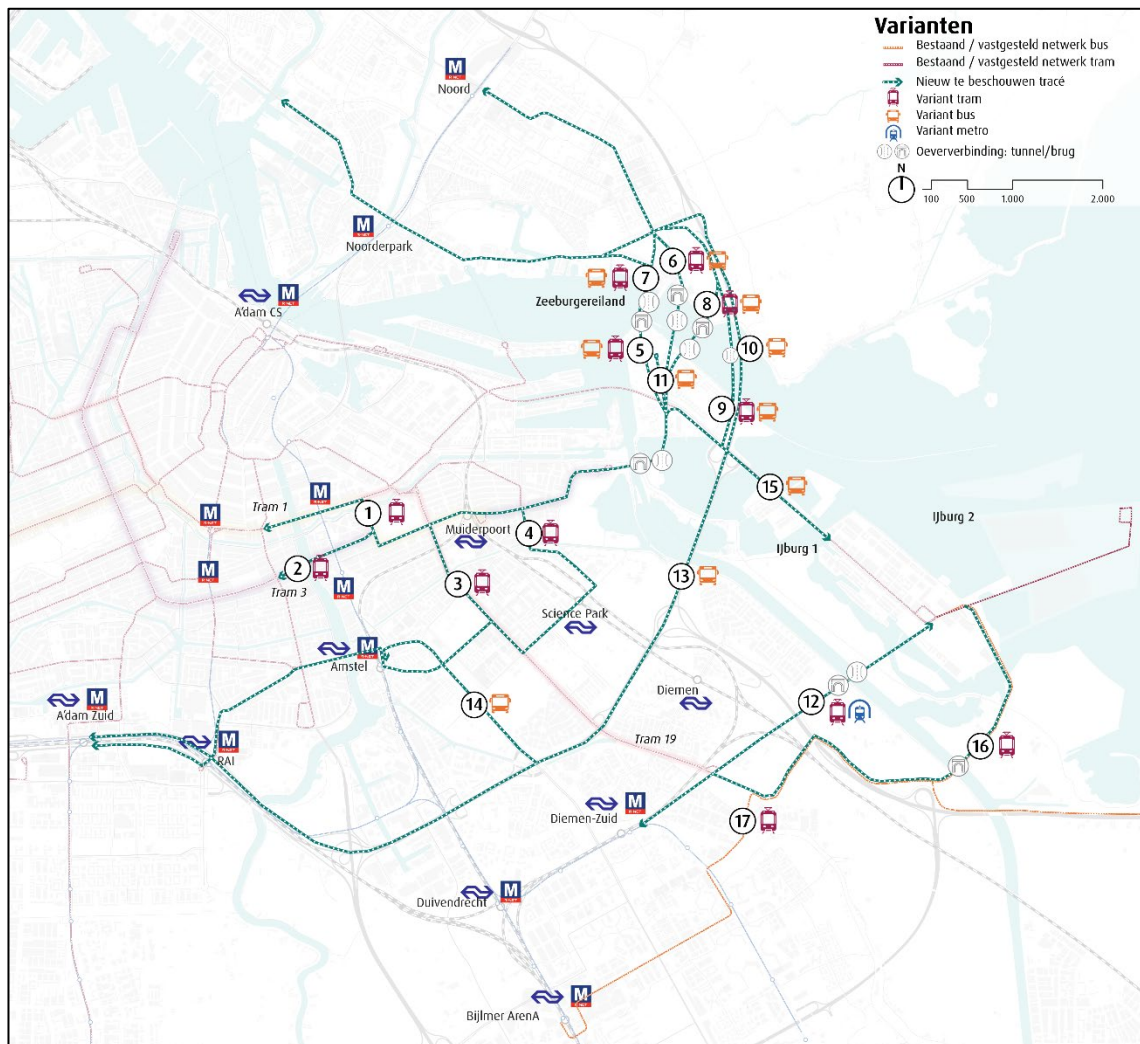 Varianten
Bestaand / vastgesteld netwerk bus
Bestaand / vastgesteld netwerk tram
Nieuw te beschouwen tracé
Variant tram
Variant bus
Variant metro
Oeververbinding: tunnel/brug
N
100 500 1.000 2.000
M
Noord
M
Noorderpark
M
A'dam CS
Zeeburgereiland
6
7
8
5
10
11
9
15
IJburg 2
IJburg 1
Tram 1
M
1
M
Muiderpoort
4
2
M
M
Tram 3
3
13
Science Park
M
Amstel
Diemen
12
14
M
A'dam Zuid
M
RAI
Tram 19
16
M
Diemen-Zuid
17
M
Duivendrecht
M
Bijlmer ArenA